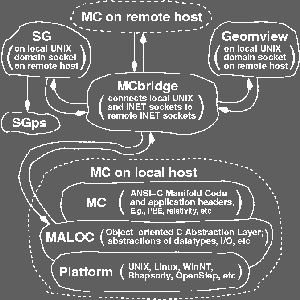 MC on remote host
SG
on local UNIX
domain socket
on remote host
Geomview
on local UNIX
domain socket
on remote host
MCbridge
connects local UNIX
and INET sockets to
remote INET sockets
SGps
MC on local host
MC
ANSI-C Manifold Code
and application headers,
E.g., PBE, relativity, etc
MALOC
Object oriented C Abstraction Layer;
abstractions of datatypes, I/O, etc
Platform
UNIX, Linux, WinNT,
Rhapsody, OpenStep, etc